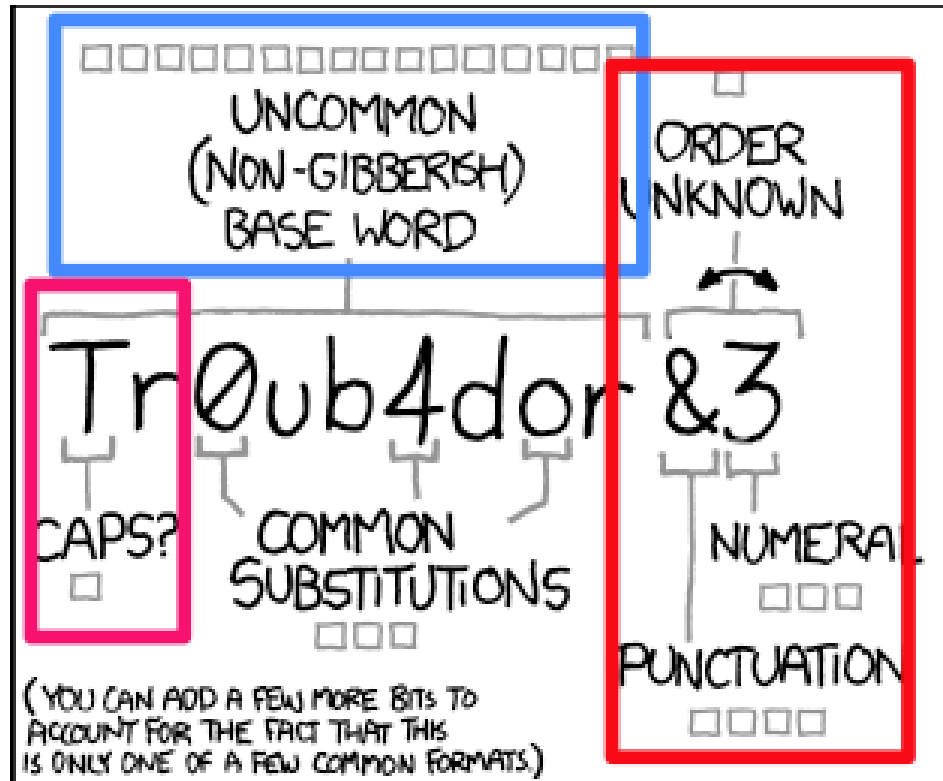 UNCOMMON
(NON-GIBBERISH)
BASE WORD
ORDER
UNKNOWN
Tr0ub4dor &3
CAPS?
COMMON
SUBSTITUTIONS
NUMERAL
PUNCTUATION
(YOU CAN ADD A FEW MORE BITS TO
ACCOUNT FOR THE FACT THAT THIS
IS ONLY ONE OF A FEW COMMON FORMATS.)